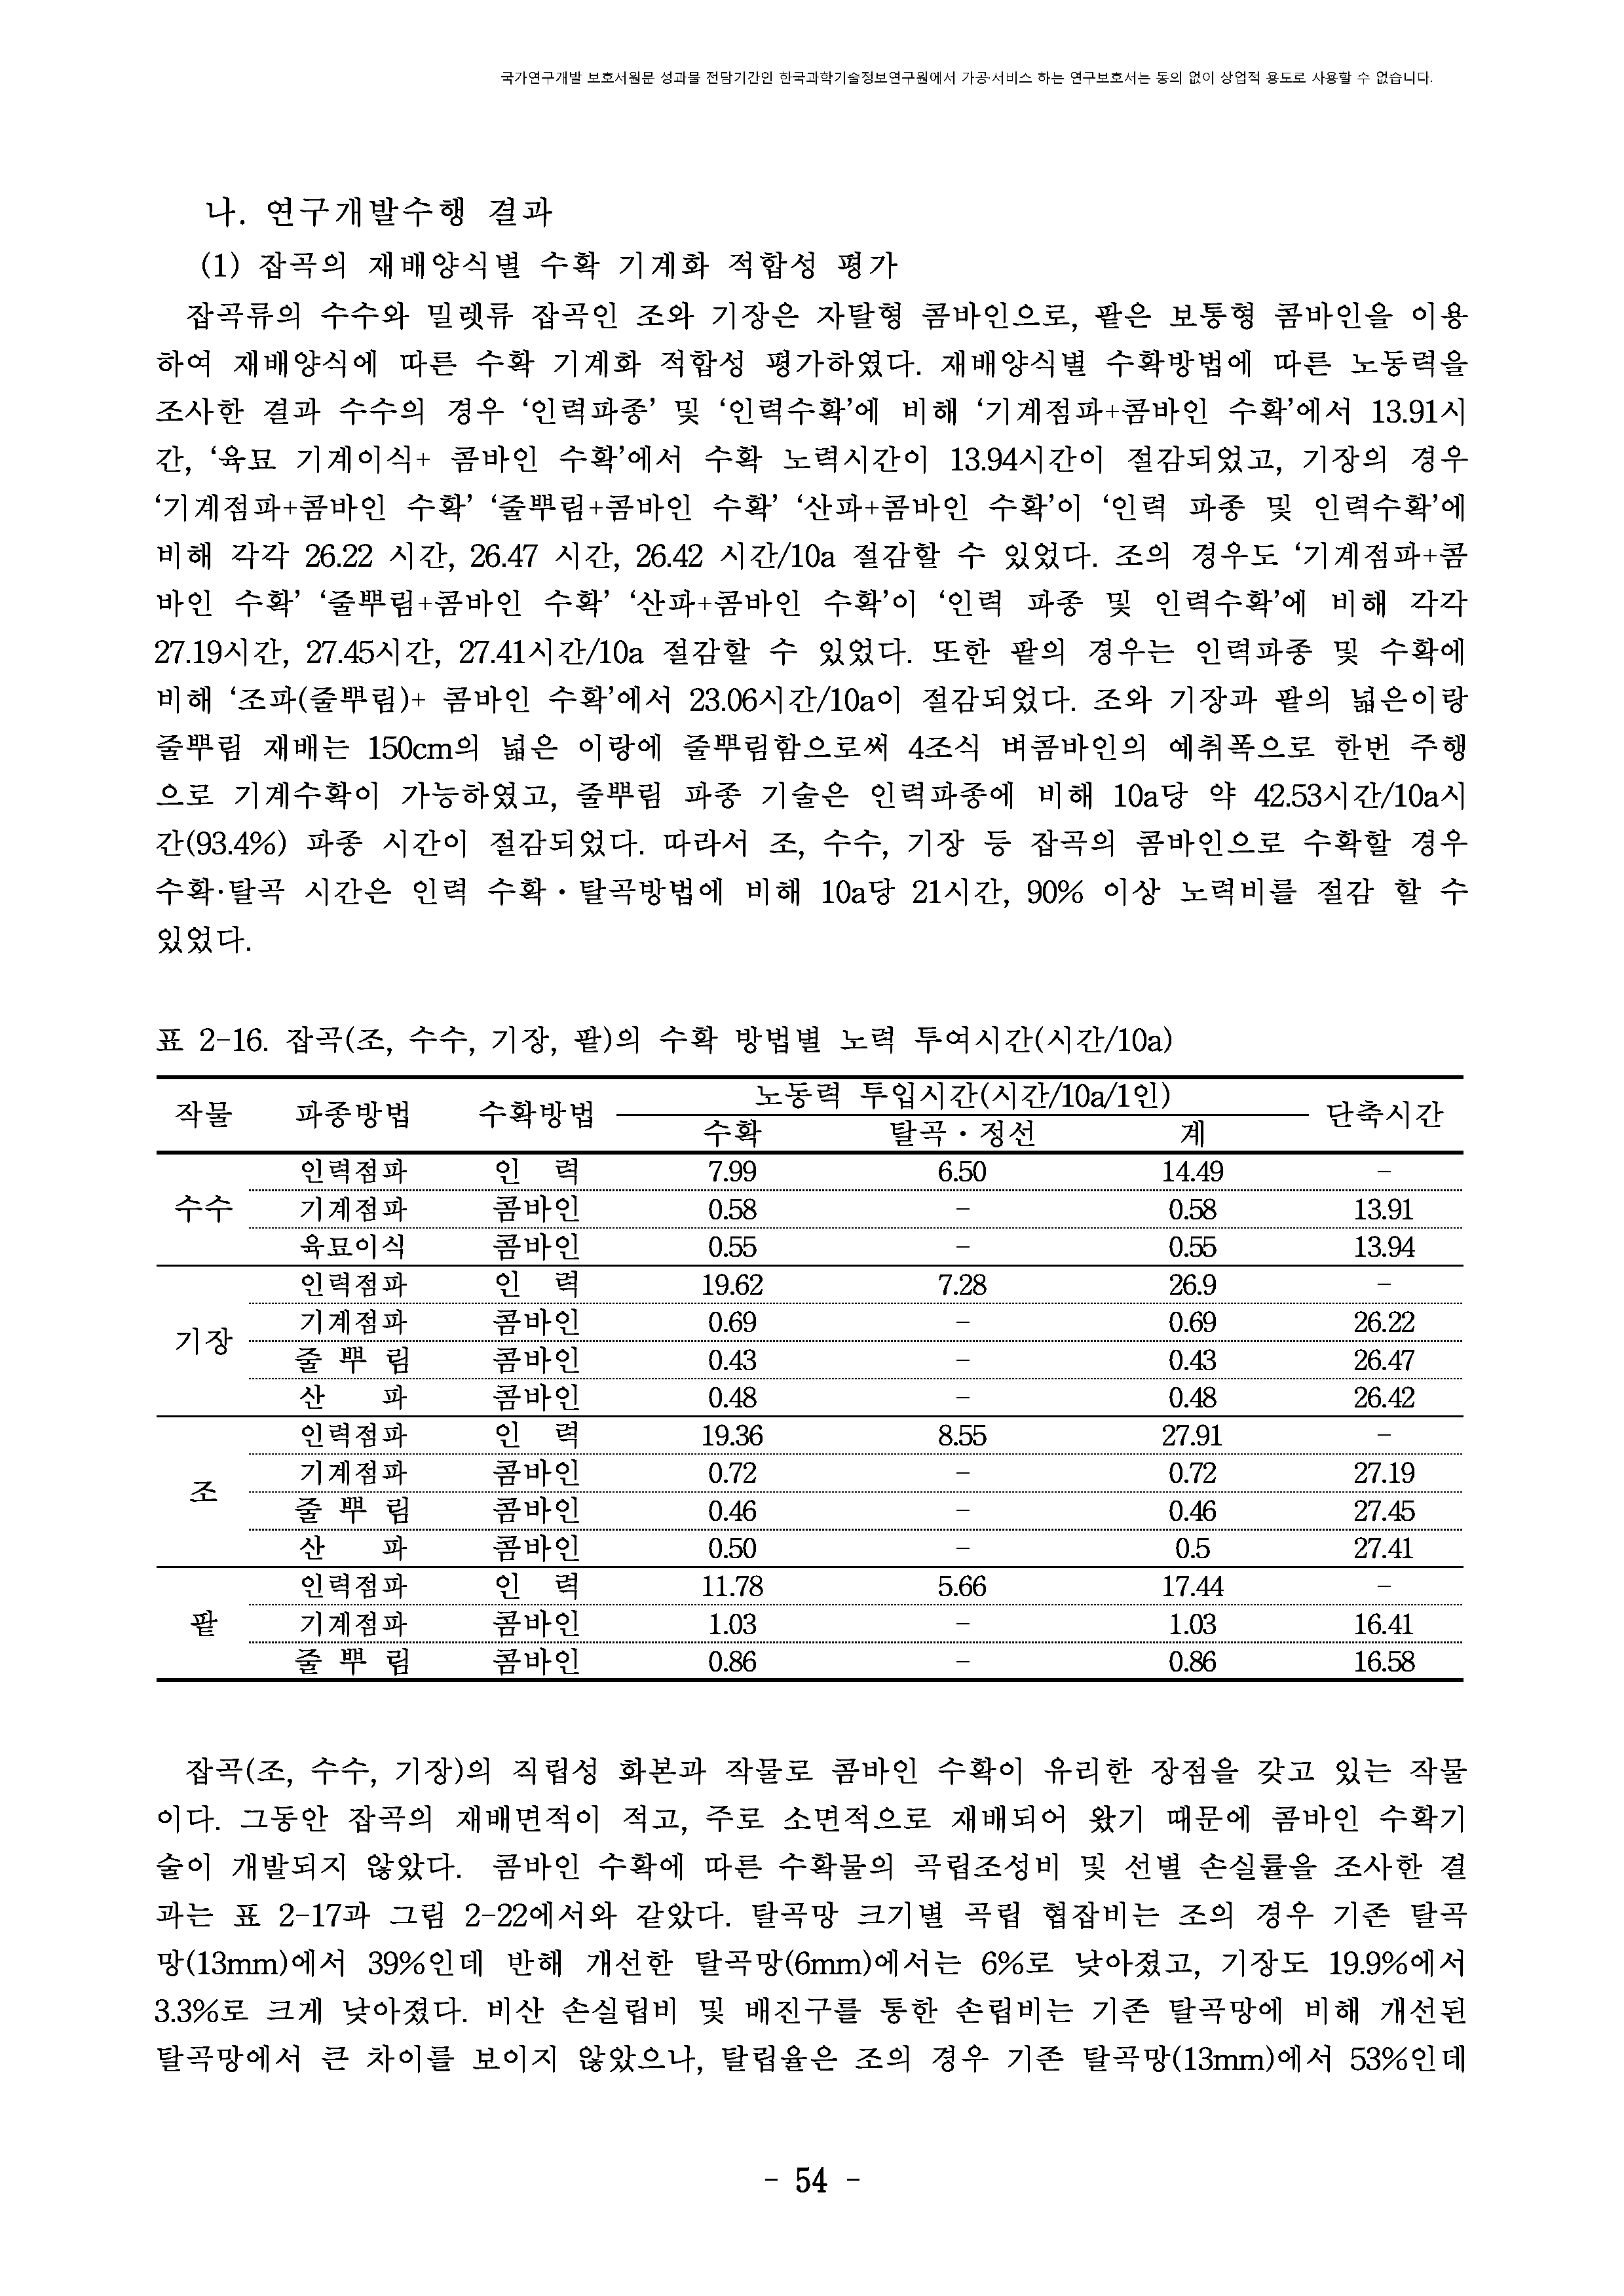 국가연구개발 보호서원문 성과물 전담기간인 한국과학기술정보연구원에서 가공·서비스 하는 연구보호서는 동의 없이 상업적 용도로 사용할 수 없습니다.
나. 연구개발수행 결과
(1) 잡곡의 재배양식별 수확 기계화 적합성 평가
잡곡류의 수수와 밀렛류 잡곡인 조와 기장은 자탈형 콤바인으로, 팥은 보통형 콤바인을 이용
하여 재배양식에 따른 수확 기계화 적합성 평가하였다. 재배양식별 수확방법에 따른 노동력을
조사한 결과 수수의 경우 ‘인력파종’ 및 ‘인력수확’에 비해 ‘기계점파+콤바인 수확’에서 13.91시
간, ‘육묘 기계이식+ 콤바인 수확’에서 수확 노력시간이 13.94시간이 절감되었고, 기장의 경우
‘기계점파+콤바인 수확’ ‘줄뿌림+콤바인 수확’ ‘산파+콤바인 수확’이 ‘인력 파종 및 인력수확’에
비해 각각 26.22 시간, 26.47 시간, 26.42 시간/10a 절감할 수 있었다. 조의 경우도 ‘기계점파+콤
바인 수확’ ‘줄뿌림+콤바인 수확’ ‘산파+콤바인 수확’이 ‘인력 파종 및 인력수확’에 비해 각각
27.19시간, 27.45시간, 27.41시간/10a 절감할 수 있었다. 또한 팥의 경우는 인력파종 및 수확에
비해 ‘조파(줄뿌림)+ 콤바인 수확’에서 23.06시간/10a이 절감되었다. 조와 기장과 팥의 넓은이랑
줄뿌림 재배는 150cm의 넓은 이랑에 줄뿌림함으로써 4조식 벼콤바인의 예취폭으로 한번 주행
으로 기계수확이 가능하였고, 줄뿌림 파종 기술은 인력파종에 비해 10a당 약 42.53시간/10a시
간(93.4%) 파종 시간이 절감되었다. 따라서 조, 수수, 기장 등 잡곡의 콤바인으로 수확할 경우
수확·탈곡 시간은 인력 수확·탈곡방법에 비해 10a당 21시간, 90% 이상 노력비를 절감 할 수
있었다.
표 2-16. 잡곡(조, 수수, 기장, 팥)의 수확 방법별 노력 투여시간(시간/10a)
작물 파종방법 수확방법 노동력 투입시간(시간/10a/1인) 단축시간
수확 탈곡·정선 계
수수 인력점파 인 력 7.99 6.50 14.49 -
기계점파 콤바인 0.58 - 0.58 13.91
육묘이식 콤바인 0.55 - 0.55 13.94
기장 인력점파 인 력 19.62 7.28 26.9 -
기계점파 콤바인 0.69 - 0.69 26.22
줄 뿌 림 콤바인 0.43 - 0.43 26.47
산 파 콤바인 0.48 - 0.48 26.42
조 인력점파 인 력 19.36 8.55 27.91 -
기계점파 콤바인 0.72 - 0.72 27.19
줄 뿌 림 콤바인 0.46 - 0.46 27.45
산 파 콤바인 0.50 - 0.5 27.41
팥 인력점파 인 력 11.78 5.66 17.44 -
기계점파 콤바인 1.03 - 1.03 16.41
줄 뿌 림 콤바인 0.86 - 0.86 16.58
잡곡(조, 수수, 기장)의 직립성 화본과 작물로 콤바인 수확이 유리한 장점을 갖고 있는 작물
이다. 그동안 잡곡의 재배면적이 적고, 주로 소면적으로 재배되어 왔기 때문에 콤바인 수확기
술이 개발되지 않았다. 콤바인 수확에 따른 수확물의 곡립조성비 및 선별 손실률을 조사한 결
과는 표 2-17과 그림 2-22에서와 같았다. 탈곡망 크기별 곡립 협잡비는 조의 경우 기존 탈곡
망(13mm)에서 39%인데 반해 개선한 탈곡망(6mm)에서는 6%로 낮아졌고, 기장도 19.9%에서
3.3%로 크게 낮아졌다. 비산 손실립비 및 배진구를 통한 손립비는 기존 탈곡망에 비해 개선된
탈곡망에서 큰 차이를 보이지 않았으나, 탈립율은 조의 경우 기존 탈곡망(13mm)에서 53%인데
- 54 -